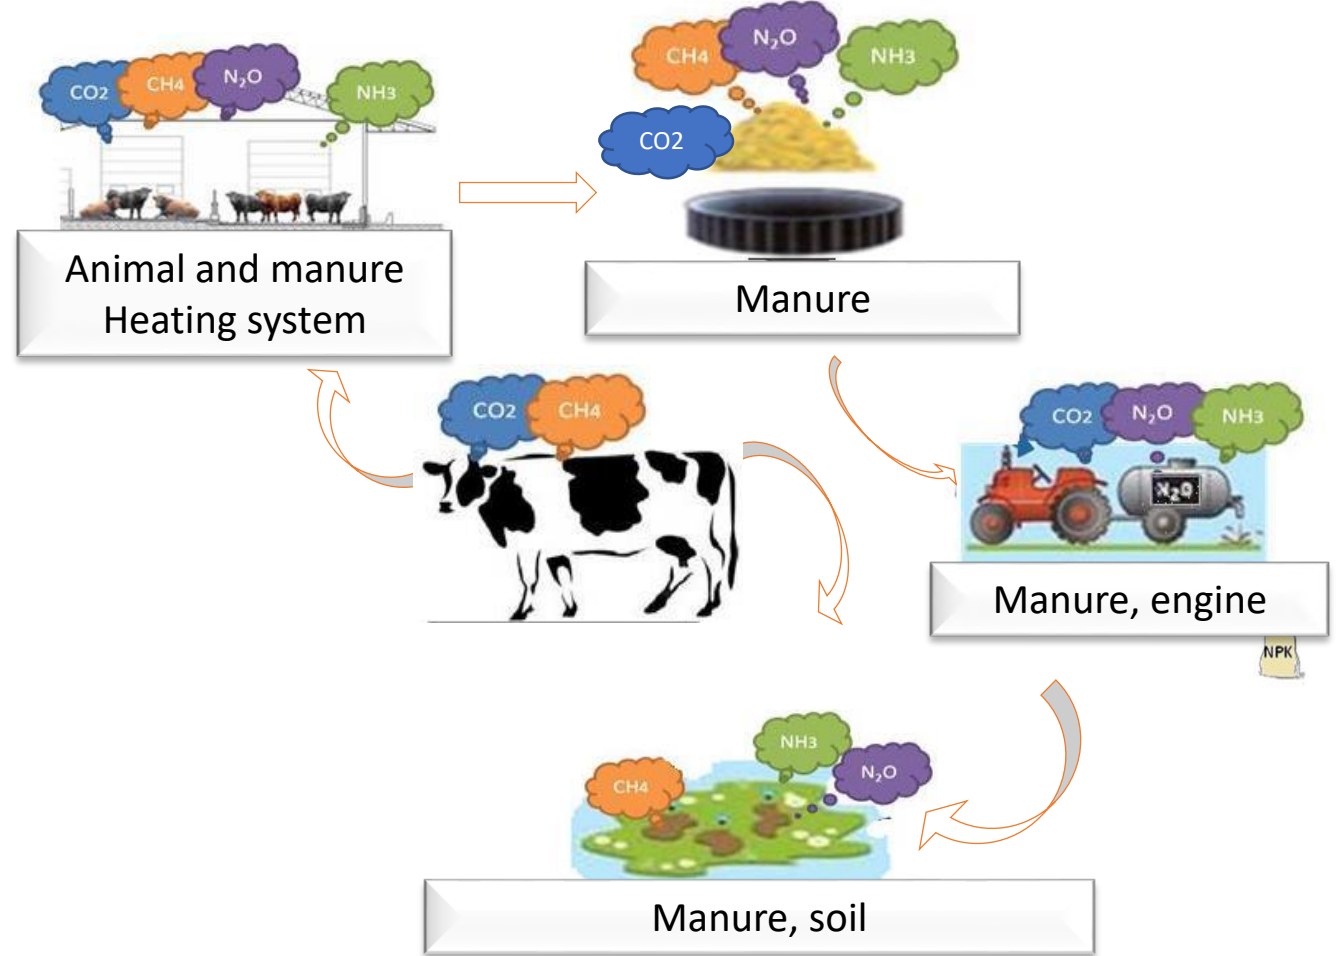 CO2
CH4
N₂O
NH3
Animal and manure
Heating system
CH4
N₂O
NH3
CO2
Manure
CO2
CH4
CO2
N₂O
NH3
N₂O
Manure, engine
NPK
NH3
N₂O
CH4
Manure, soil